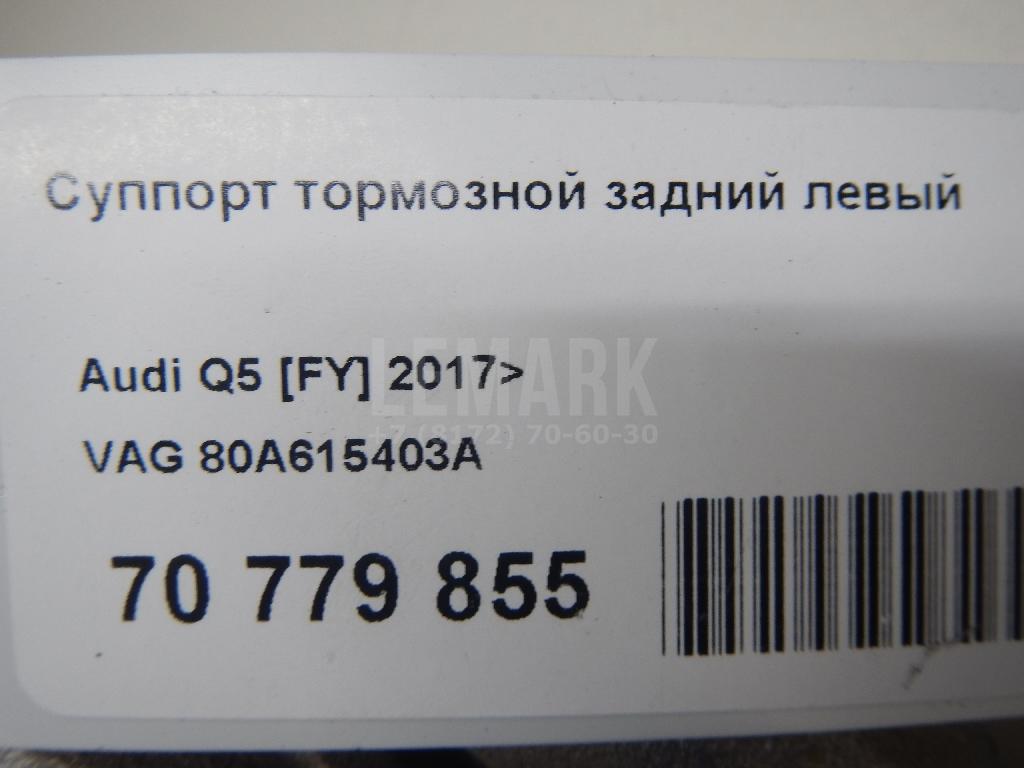 Суппорт тормозной задний левый
Audi Q5 [FY] 2017>
LEMARK
+7 (8172) 70-60-30
VAG 80A615403A
70 779 855